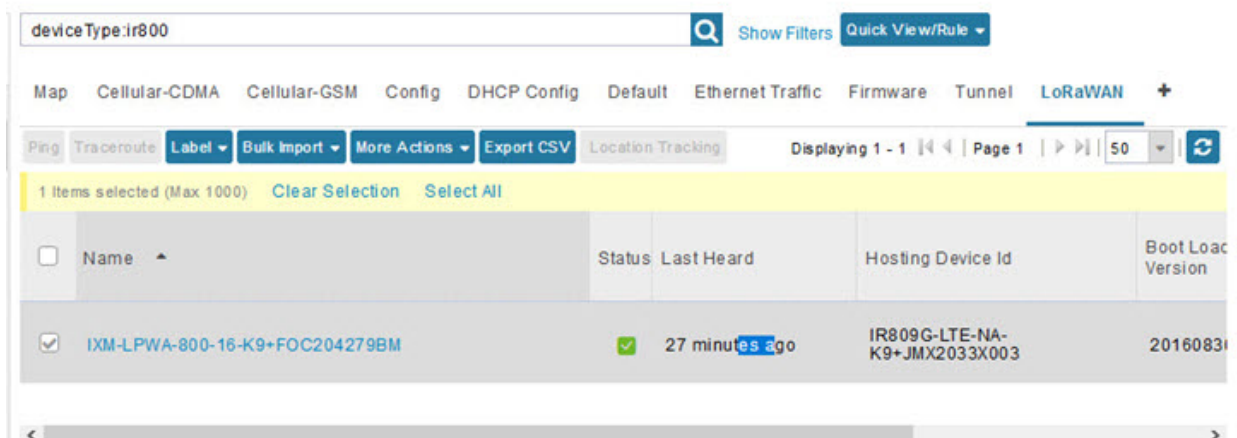 deviceType:ir800 Show Filters Quick View/Rule
Map Cellular-CDMA Cellular-GSM Config DHCP Config Default Ethernet Traffic Firmware Tunnel LoRaWAN +
Ping Traceroute Label Bulk Import More Actions Export CSV Location Tracking Displaying 1 - 1 | Page 1 | | 50
1 Items selected (Max 1000) Clear Selection Select All
Name Status Last Heard Hosting Device Id Boot Load
Version
IXM-LPWA-800-16-K9+FOC204279BM 27 minutes ago IR809G-LTE-NA-
K9+JMX2033X003 2016083